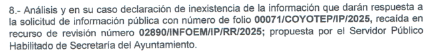 8.- Análisis y en su caso declaración de inexistencia de la información que darán respuesta a
la solicitud de información pública con número de folio 00071/COYOTEP/IP/2025, recaída en
recurso de revisión número 02890/INFOEM/IP/RR/2025; propuesta por el Servidor Público
Habilitado de Secretaría del Ayuntamiento.